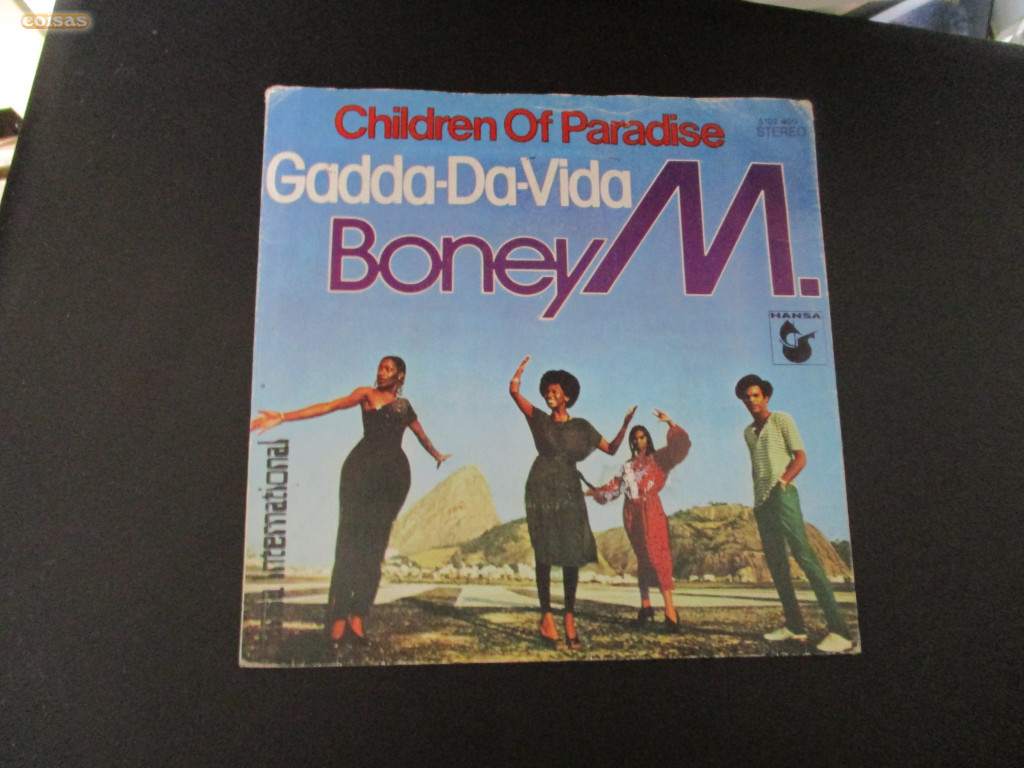 coisas
Children Of Paradise
STEREO
Gadda-Da-Vida
Boney M.
HANSA
International